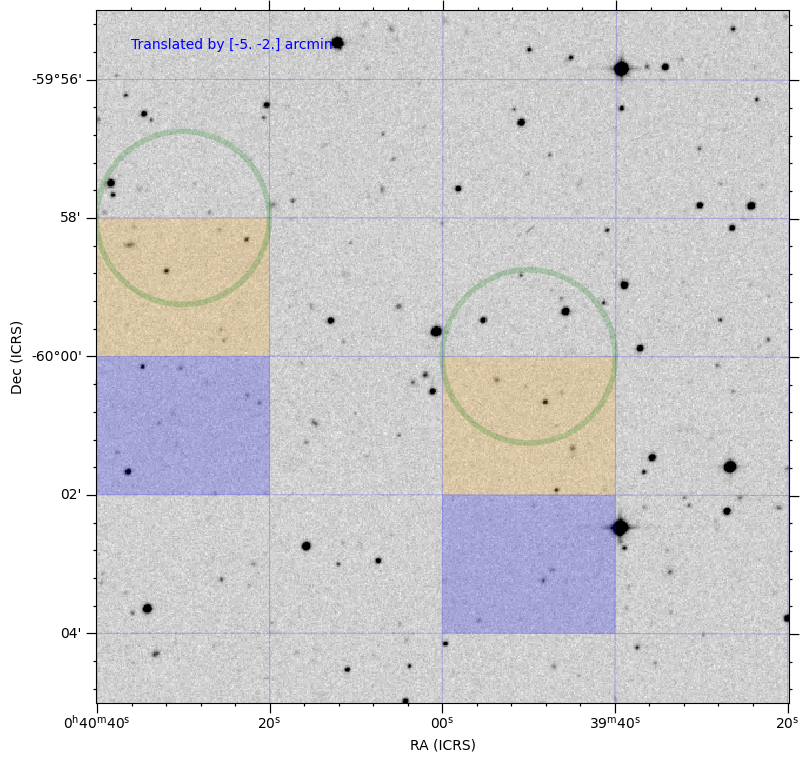 Translated by [-5. -2.] arcmin
-59°56'
58'
-60°00'
02'
04'
Dec (ICRS)
0ʰ40ᵐ40ˢ 20ˢ 00ˢ 39ᵐ40ˢ 20ˢ
RA (ICRS)